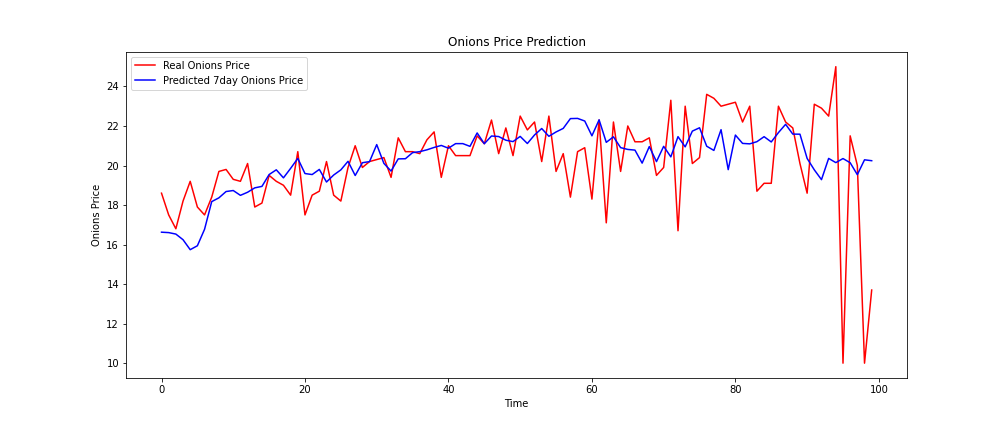 Onions Price Prediction
Real Onions Price
Predicted 7day Onions Price
Onions Price
24
22
20
18
16
14
12
10
0 20 40 60 80 100
Time